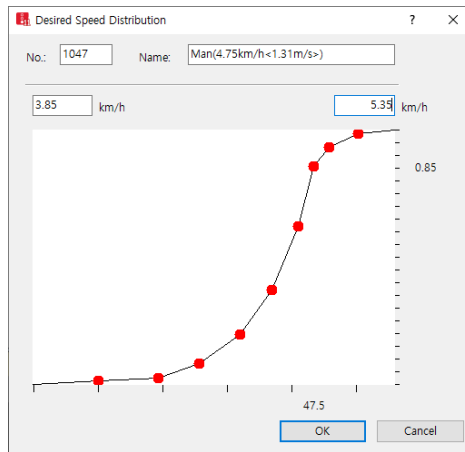 Desired Speed Distribution ?
No.: 1047 Name: Man(4.75km/h<1.31m/s>)
3.85 km/h 5.35 km/h
0.85
47.5
OK Cancel